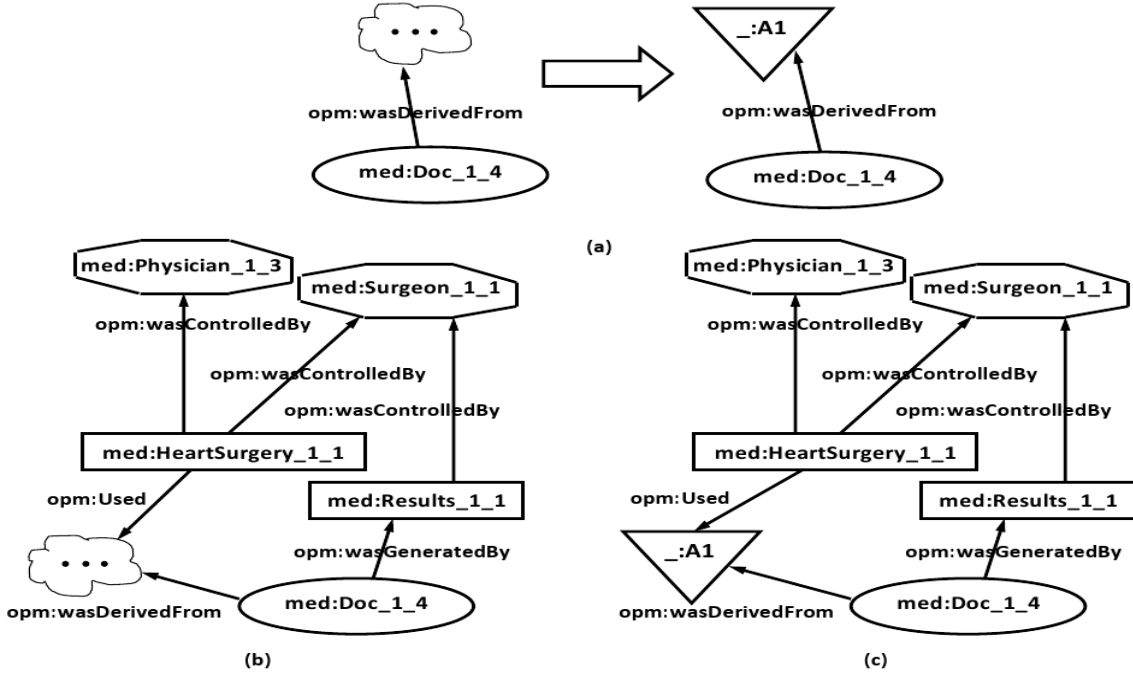 ...
_:A1
opm:wasDerivedFrom
opm:wasDerivedFrom
med:Doc_1_4
med:Doc_1_4
(a)
med:Physician_1_3
med:Surgeon_1_1
opm:wasControlledBy
opm:wasControlledBy
opm:wasControlledBy
med:HeartSurgery_1_1
opm:Used
med:Results_1_1
...
opm:wasGeneratedBy
opm:wasDerivedFrom
med:Doc_1_4
(b)
med:Physician_1_3
med:Surgeon_1_1
opm:wasControlledBy
opm:wasControlledBy
opm:wasControlledBy
med:HeartSurgery_1_1
opm:Used
med:Results_1_1
_:A1
opm:wasGeneratedBy
opm:wasDerivedFrom
med:Doc_1_4
(c)